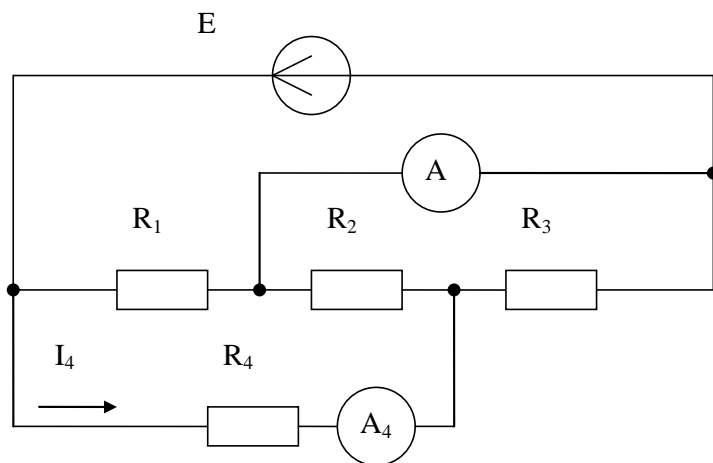 E
A
R₁ R₂ R₃
I₄ R₄
A₄